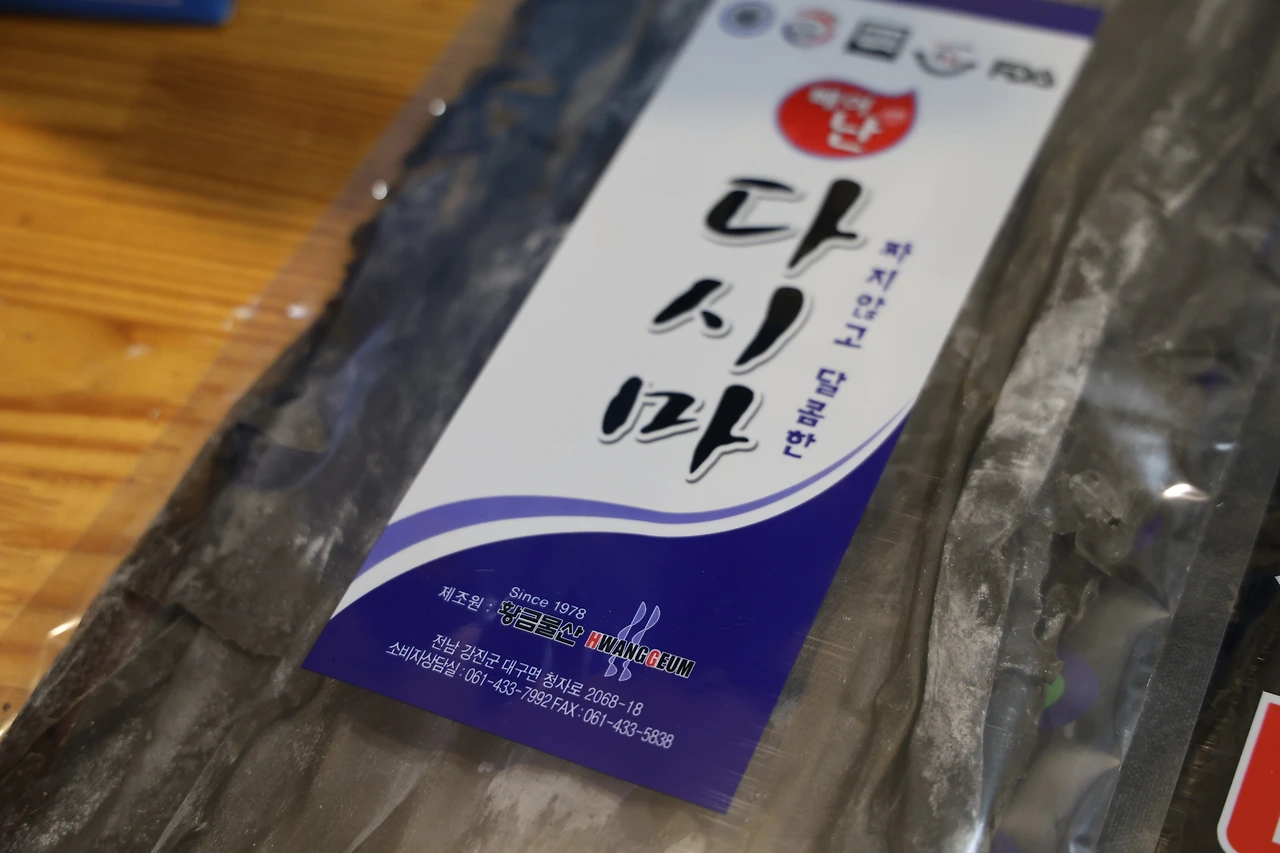 FDA
난
다시마
짜지않고 달콤한
Since 1978
제조원 : 황금물산 HWANGGEUM
전남 강진군 대구면 청자로 2068-18
소비자상담실 : 061-433-7992 FAX : 061-433-5838